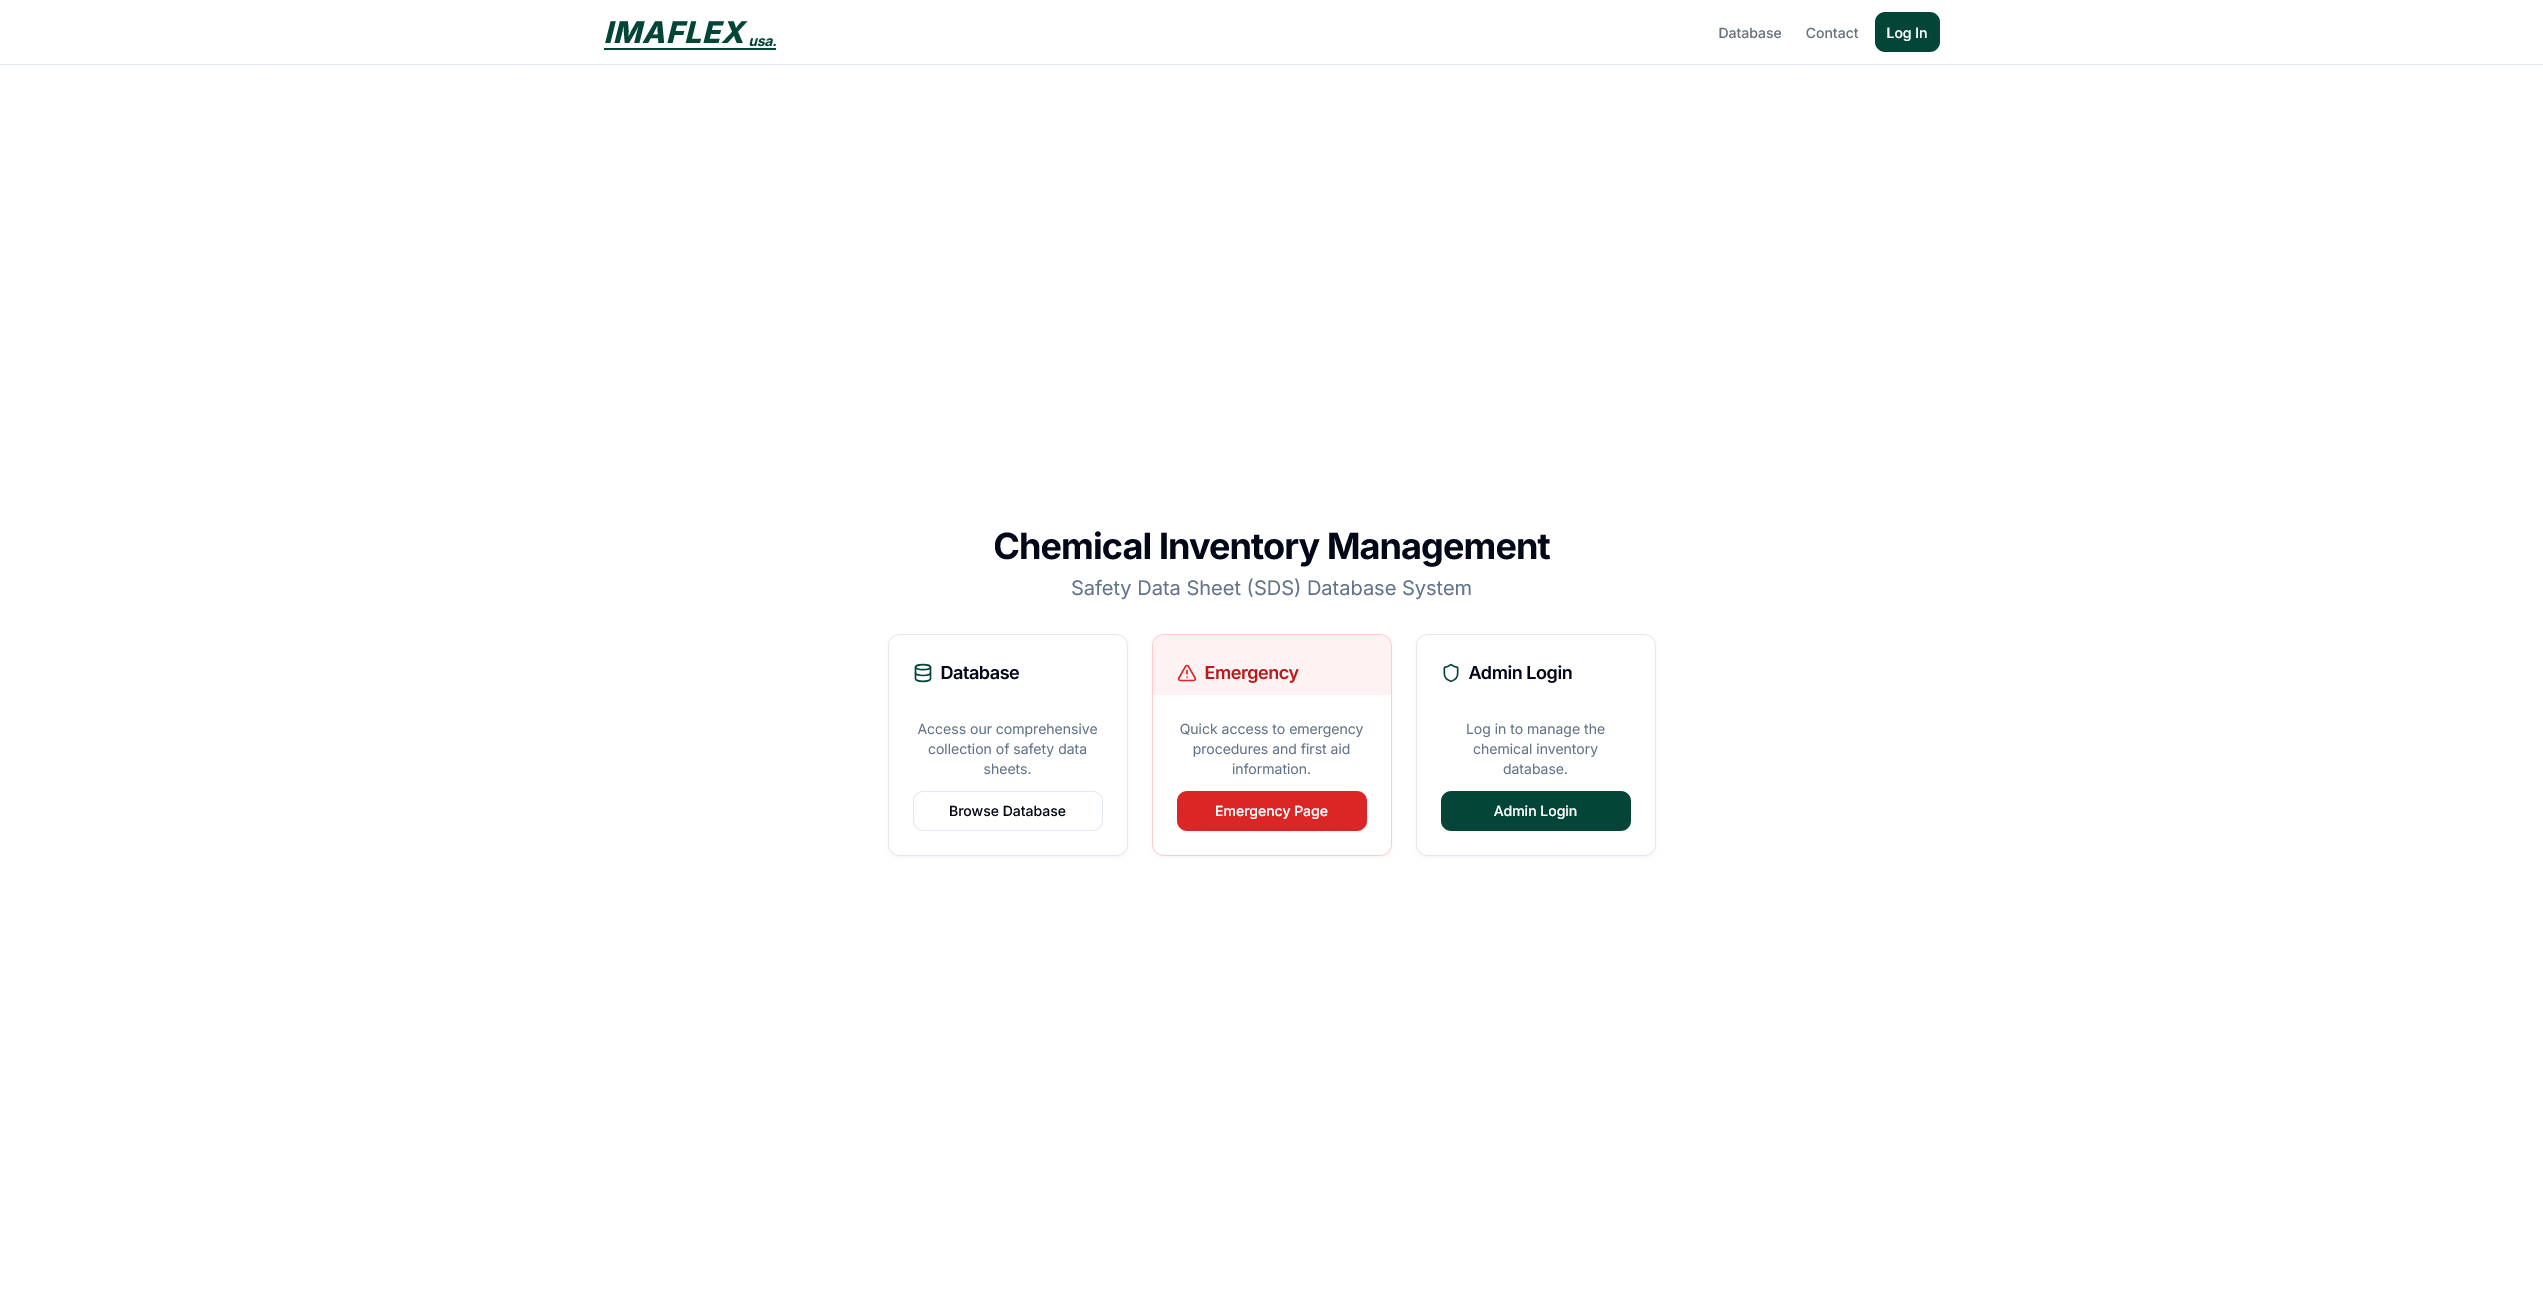 IMAFLEX usa.
Database
Contact
Log In
Chemical Inventory Management
Safety Data Sheet (SDS) Database System
Database
Access our comprehensive
collection of safety data
sheets.
Browse Database
Emergency
Quick access to emergency
procedures and first aid
information.
Emergency Page
Admin Login
Log in to manage the
chemical inventory
database.
Admin Login